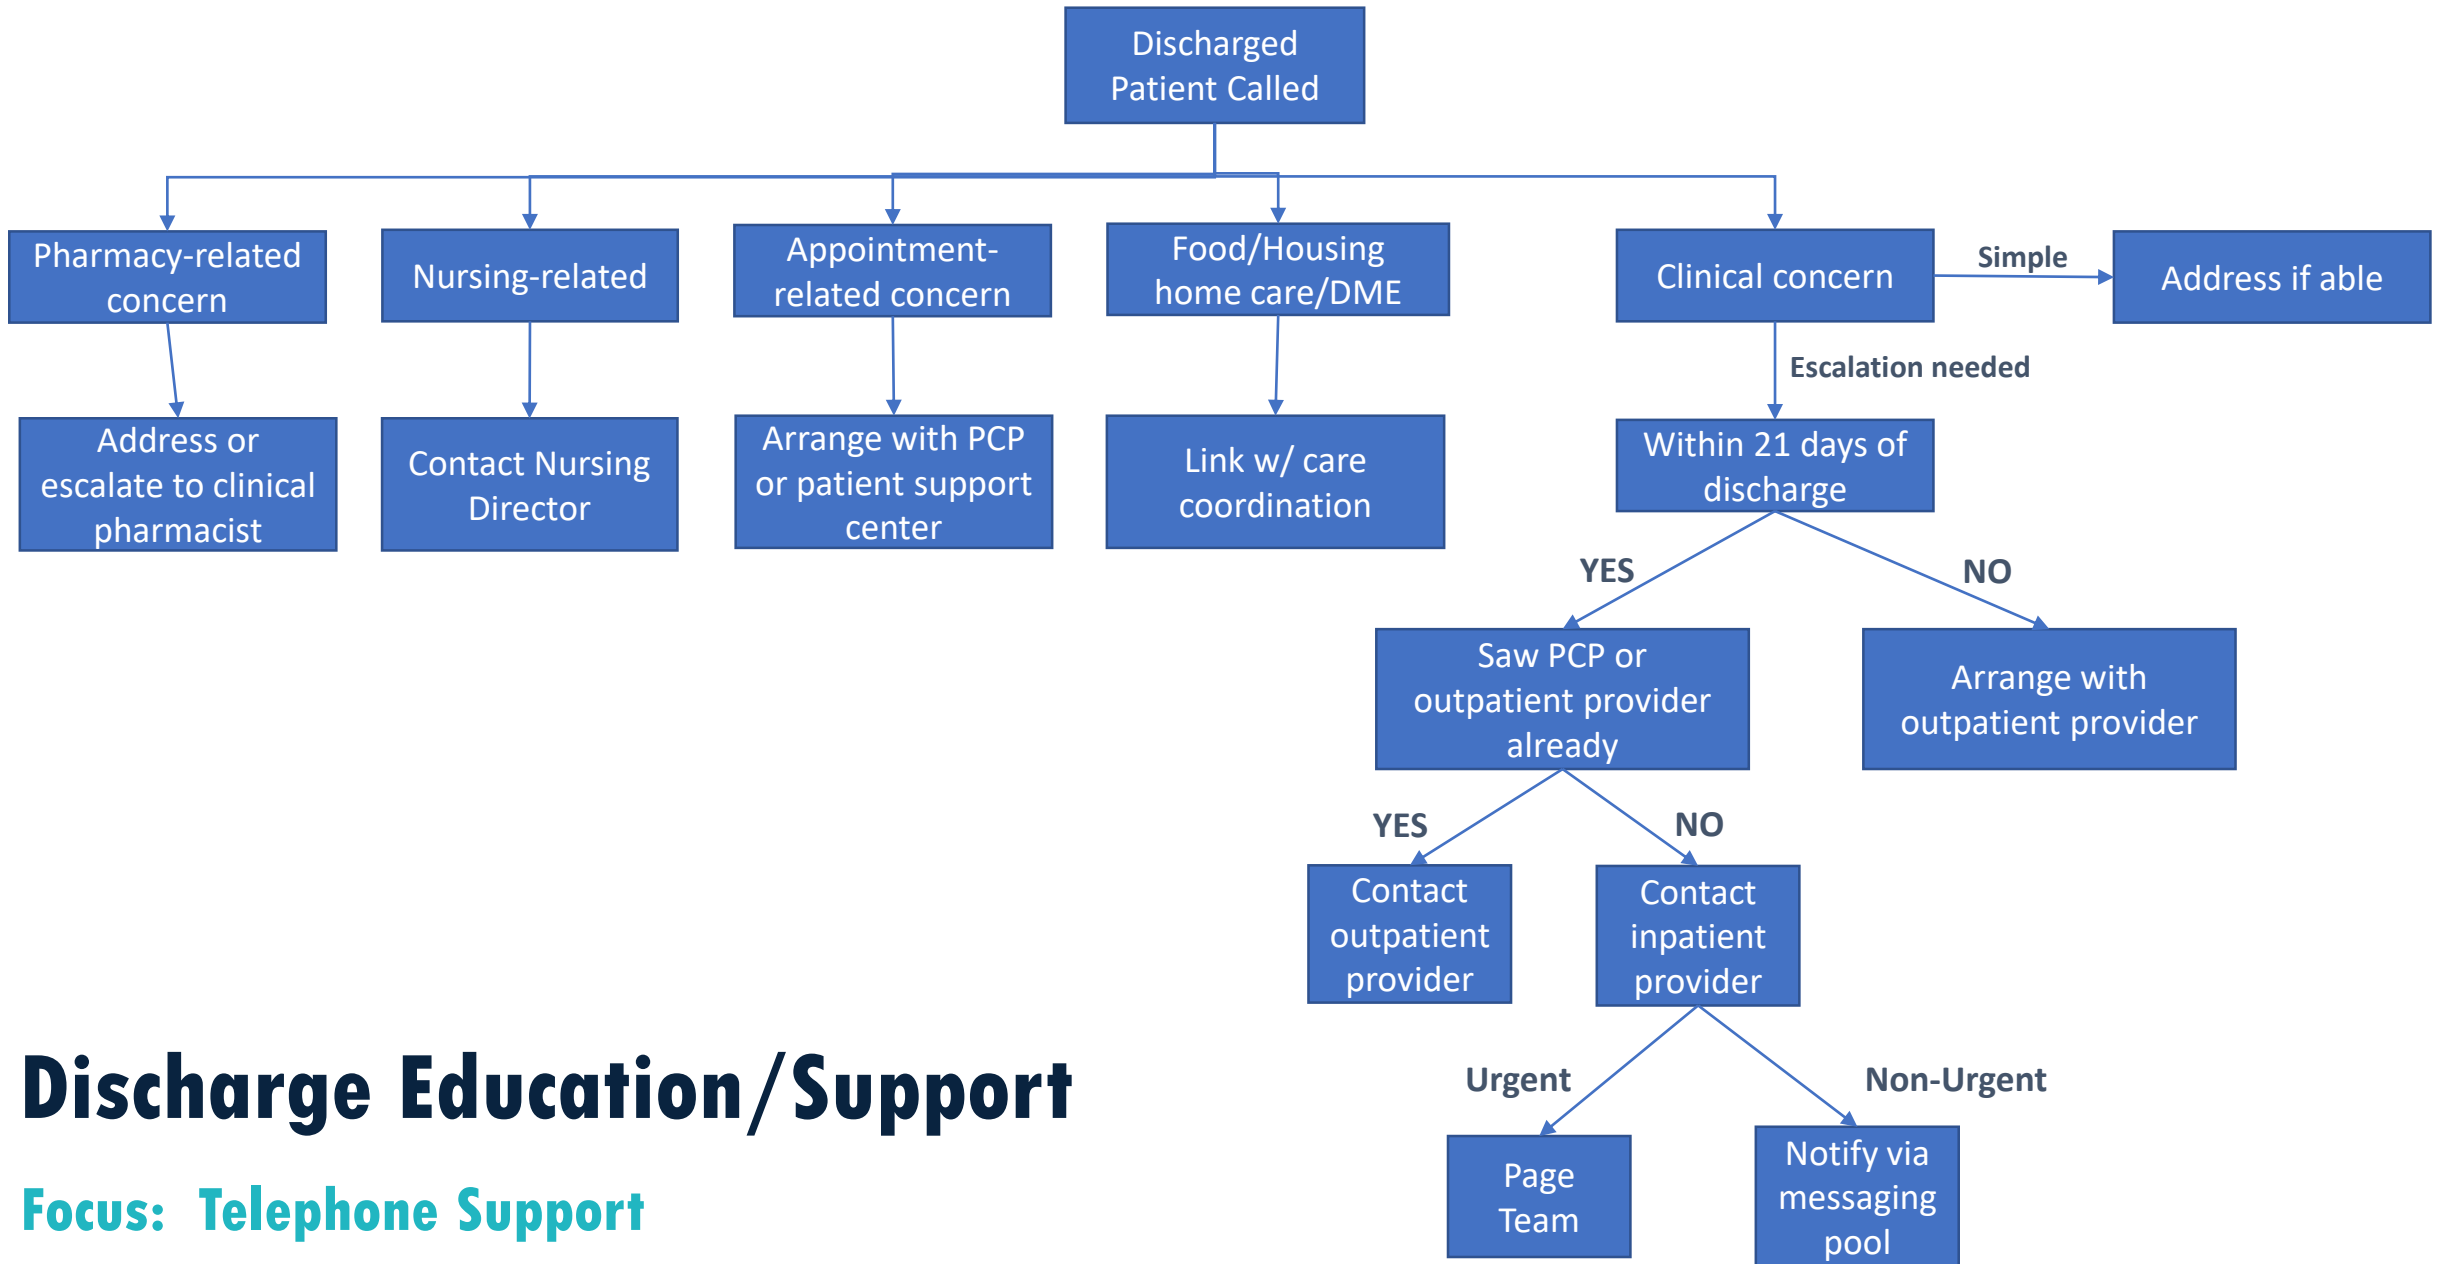 Discharged
Patient Called
Pharmacy-related
concern
Nursing-related
Appointment-
related concern
Food/Housing
home care/DME
Clinical concern
Simple
Address if able
Escalation needed
Address or
escalate to clinical
pharmacist
Contact Nursing
Director
Arrange with PCP
or patient support
center
Link w/ care
coordination
Within 21 days of
discharge
YES
NO
Saw PCP or
outpatient provider
already
Arrange with
outpatient provider
YES
NO
Contact
outpatient
provider
Contact
inpatient
provider
Urgent
Non-Urgent
Page
Team
Notify via
messaging
pool
Discharge Education/Support
Focus: Telephone Support